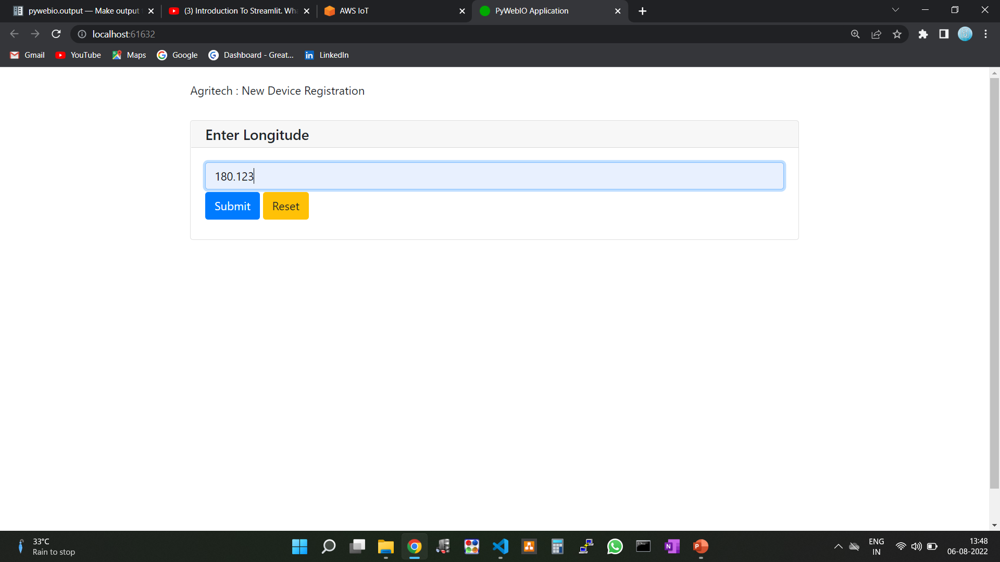 pywebio.output — Make output
(3) Introduction To Streamlit. Wha
AWS IoT
PyWebIO Application
localhost:61632
Gmail
YouTube
Maps
Google
Dashboard - Great...
LinkedIn
Agritech : New Device Registration
Enter Longitude
180.123
Submit
Reset
33°C
Rain to stop
ENG
IN
13:48
06-08-2022